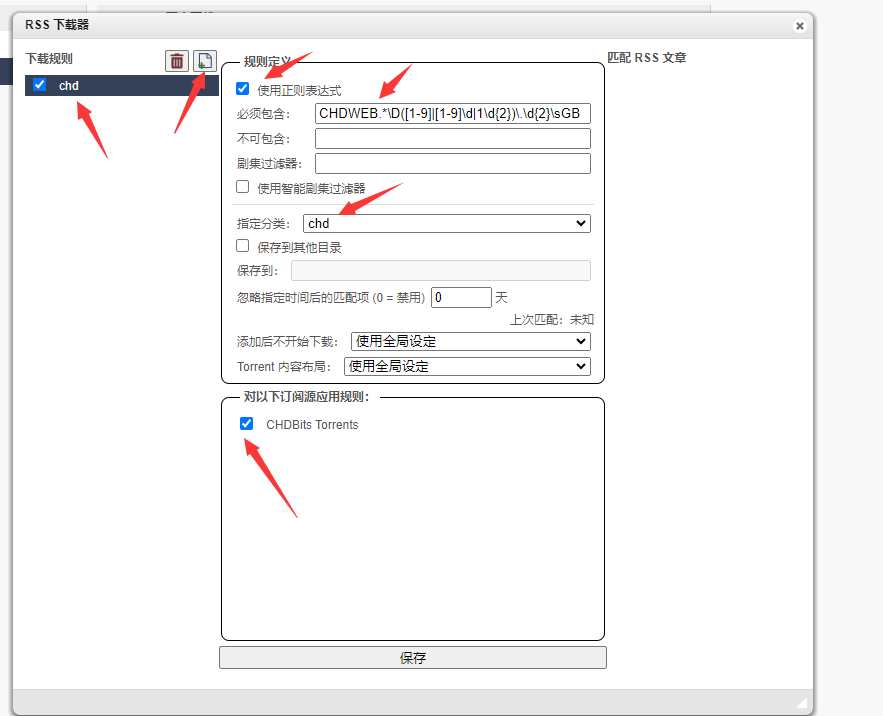 RSS 下载器
下载规则
chd
规则定义
使用正则表达式
必须包含：
CHDWEB.*\D([1-9]|[1-9]\d|1\d{2})\.\d{2}\sGB
不可包含：
剧集过滤器：
使用智能剧集过滤器
指定分类：
chd
保存到其他目录
保存到：
忽略指定时间后的匹配项 (0 = 禁用)
0
天
上次匹配：未知
添加后不开始下载：
使用全局设定
Torrent 内容布局：
使用全局设定
对以下订阅源应用规则：
CHDBits Torrents
保存
匹配 RSS 文章